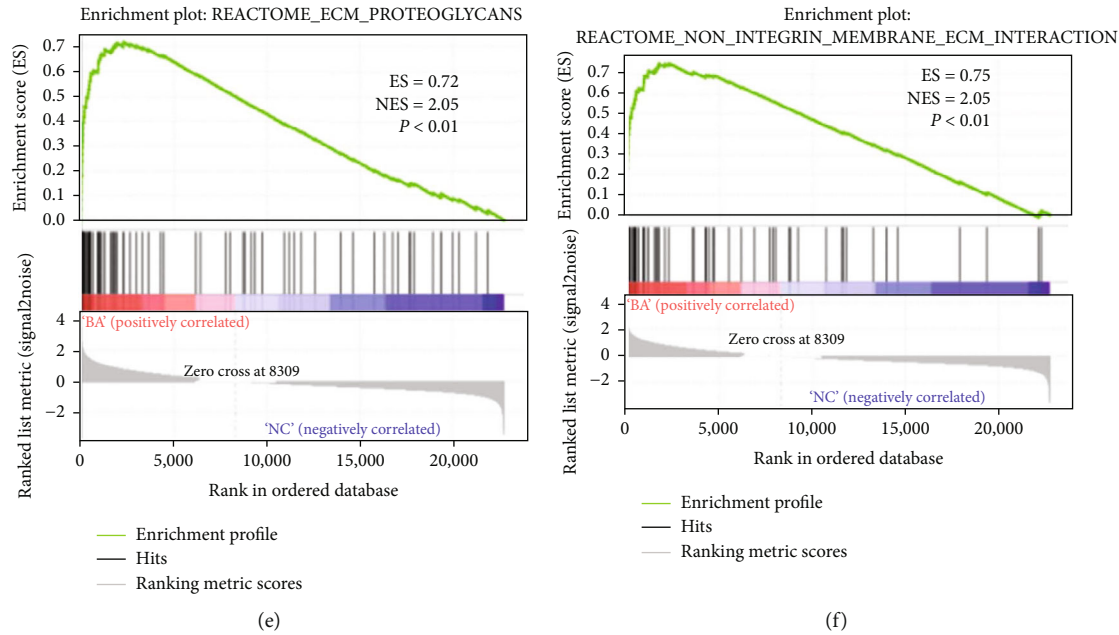 Enrichment plot: REACTOME_ECM_PROTEOGLYCANS
Enrichment score (ES)
0.7
0.6
0.5
0.4
0.3
0.2
0.1
0.0
ES = 0.72
NES = 2.05
P < 0.01
Ranked list metric (signal2noise)
4
2
0
−2
‘BA’ (positively correlated)
Zero cross at 8309
‘NC’ (negatively correlated)
0 5,000 10,000 15,000 20,000
Rank in ordered database
Enrichment profile
Hits
Ranking metric scores
(e)
Enrichment plot:
REACTOME_NON_INTEGRIN_MEMBRANE_ECM_INTERACTION
Enrichment score (ES)
0.7
0.6
0.5
0.4
0.3
0.2
0.1
0.0
ES = 0.75
NES = 2.05
P < 0.01
Ranked list metric (signal2noise)
4
2
0
−2
‘BA’ (positively correlated)
Zero cross at 8309
‘NC’ (negatively correlated)
0 5,000 10,000 15,000 20,000
Rank in ordered database
Enrichment profile
Hits
Ranking metric scores
(f)